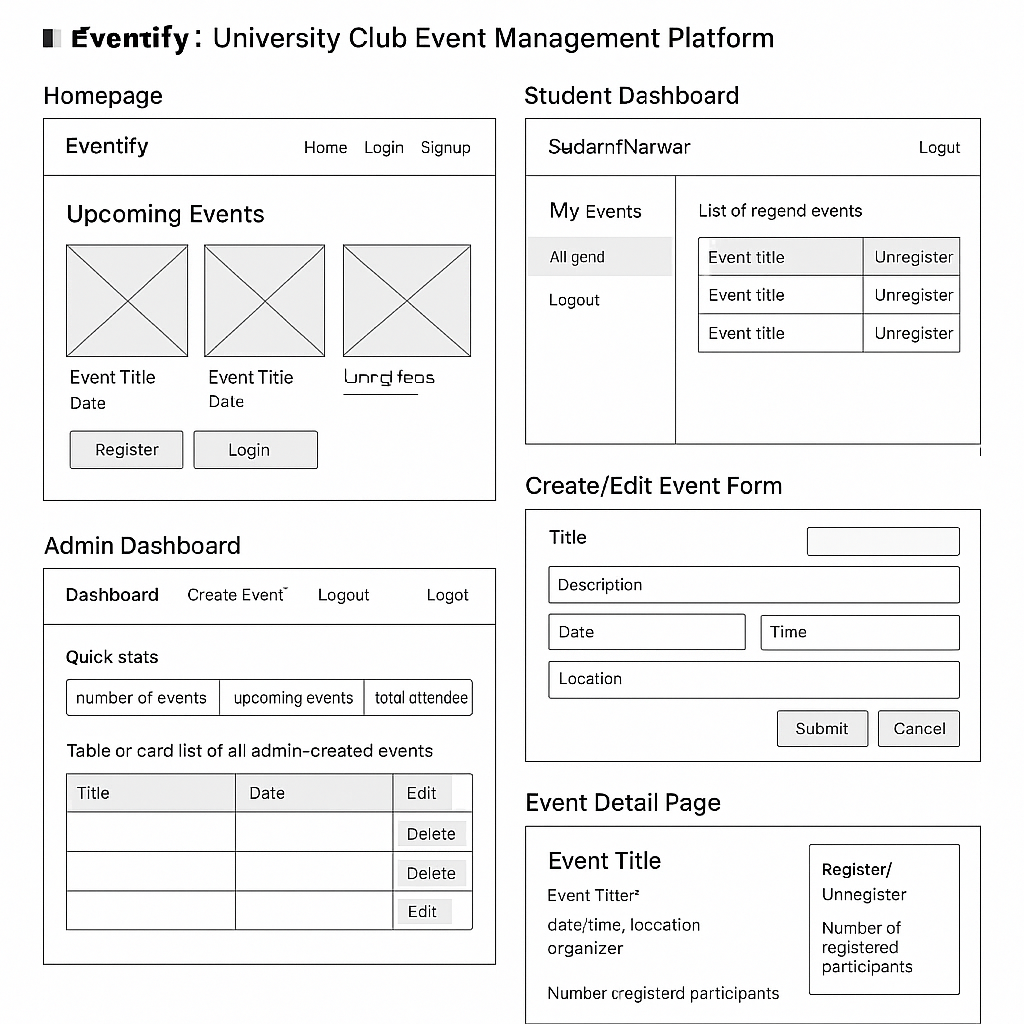 Eventify: University Club Event Management Platform
Homepage
Eventify Home Login Signup
Upcoming Events
Event Title Event Titie
Date Date
Register Login
Student Dashboard
SudarnfNarwar Logut
My Events
All gend
Logout
List of regend events
Event title Unregister
Event title Unregister
Event title Unregister
Admin Dashboard
Dashboard Create Event Logout Logot
Quick stats
number of events upcoming events total attendee
Table or card list of all admin-created events
Title Date Edit
Delete
Delete
Edit
Create/Edit Event Form
Title
Description
Date Time
Location
Submit Cancel
Event Detail Page
Event Title
Event Titter²
date/time, loccation
organizer
Number cregisterd participants
Register/
Unnegister
Number of
registered
participants